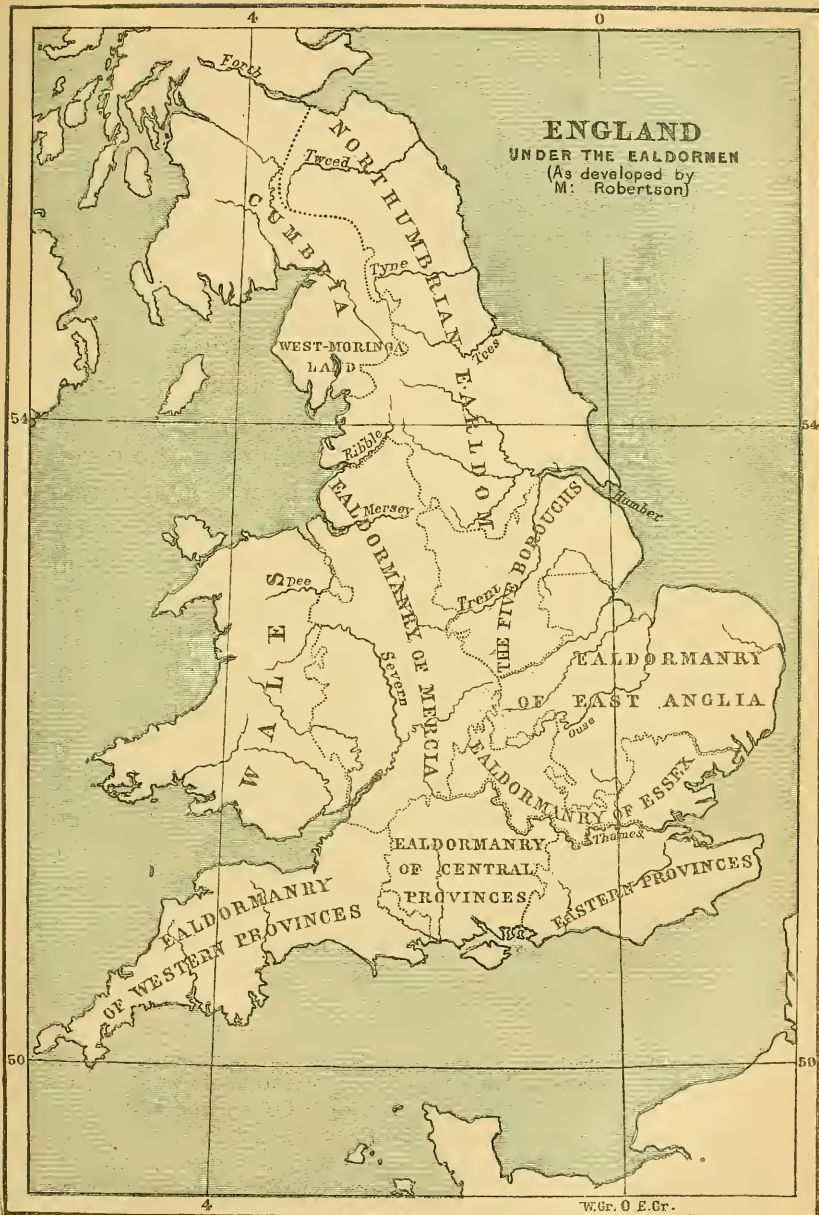 4
0
ENGLAND
UNDER THE EALDORMEN
(As developed by
M: Robertson)
Forth
NORTHUMBRIAN EARLDOM
Tweed
CUMBRIA
Tyne
WEST-MORINGA
LAND
Tees
54
54
Ribble
Humber
EALDORMANRY OF MERCIA
Mersey
THE FIVE BOROUGHS
Dee
Trent
WALES
Severn
EALDORMANRY
OF EAST ANGLIA
Ouse
EALDORMANRY OF ESSEX
Thames
EALDORMANRY
OF CENTRAL
PROVINCES
EASTERN PROVINCES
EALDORMANRY
OF WESTERN PROVINCES
50
50
4
W.Gr. 0 E.Gr.